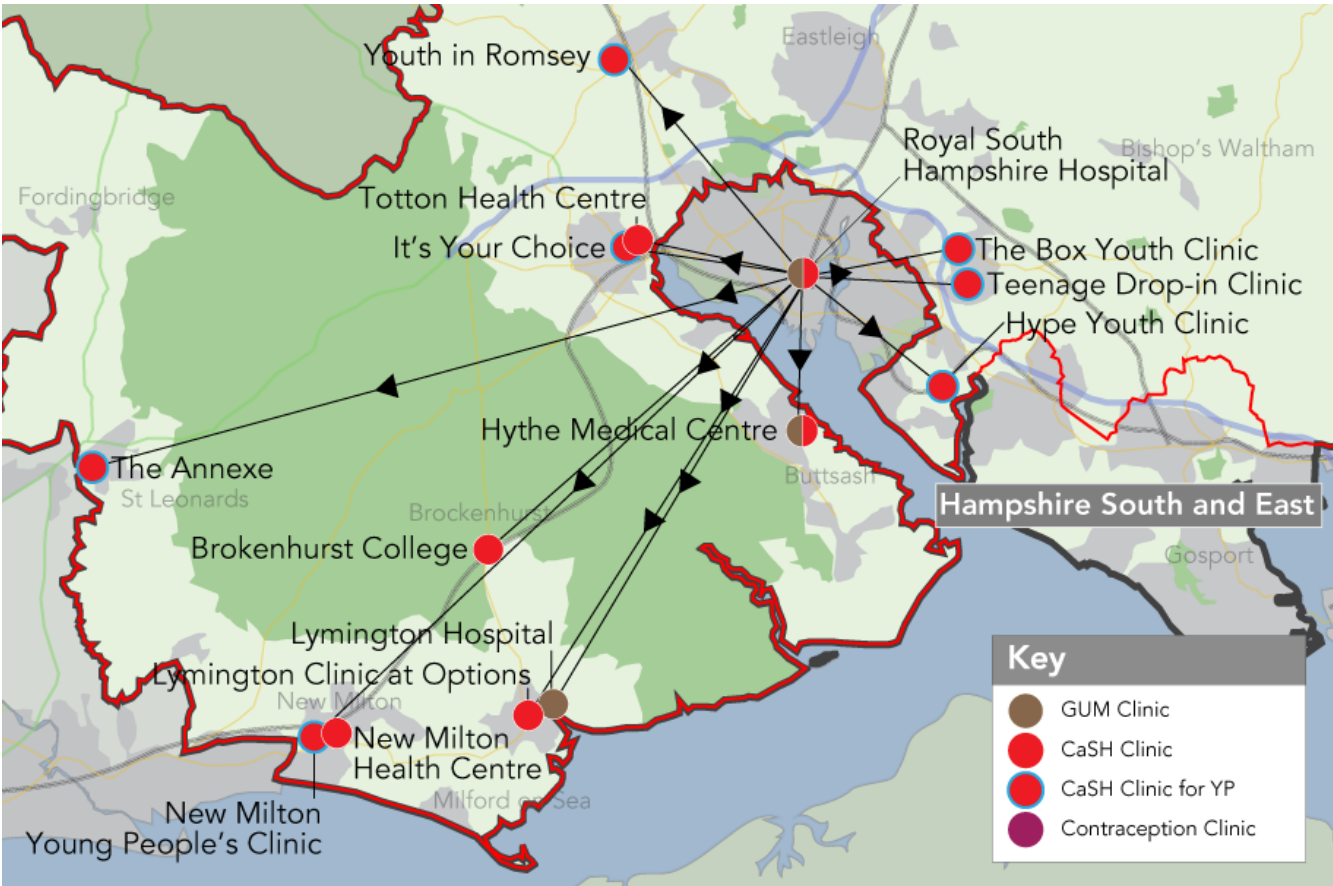 Youth in Romsey
Eastleigh
Royal South
Hampshire Hospital
Bishop's Waltham
Fordingbridge
Totton Health Centre
It's Your Choice
The Box Youth Clinic
Teenage Drop-in Clinic
Hype Youth Clinic
Hythe Medical Centre
The Annexe
St Leonards
Buttsash
Hampshire South and East
Brockenhurst
Brokenhurst College
Gosport
Lymington Hospital
Lymington Clinic at Options
New Milton
New Milton
Health Centre
Milford on Sea
New Milton
Young People's Clinic
Key
GUM Clinic
CaSH Clinic
CaSH Clinic for YP
Contraception Clinic